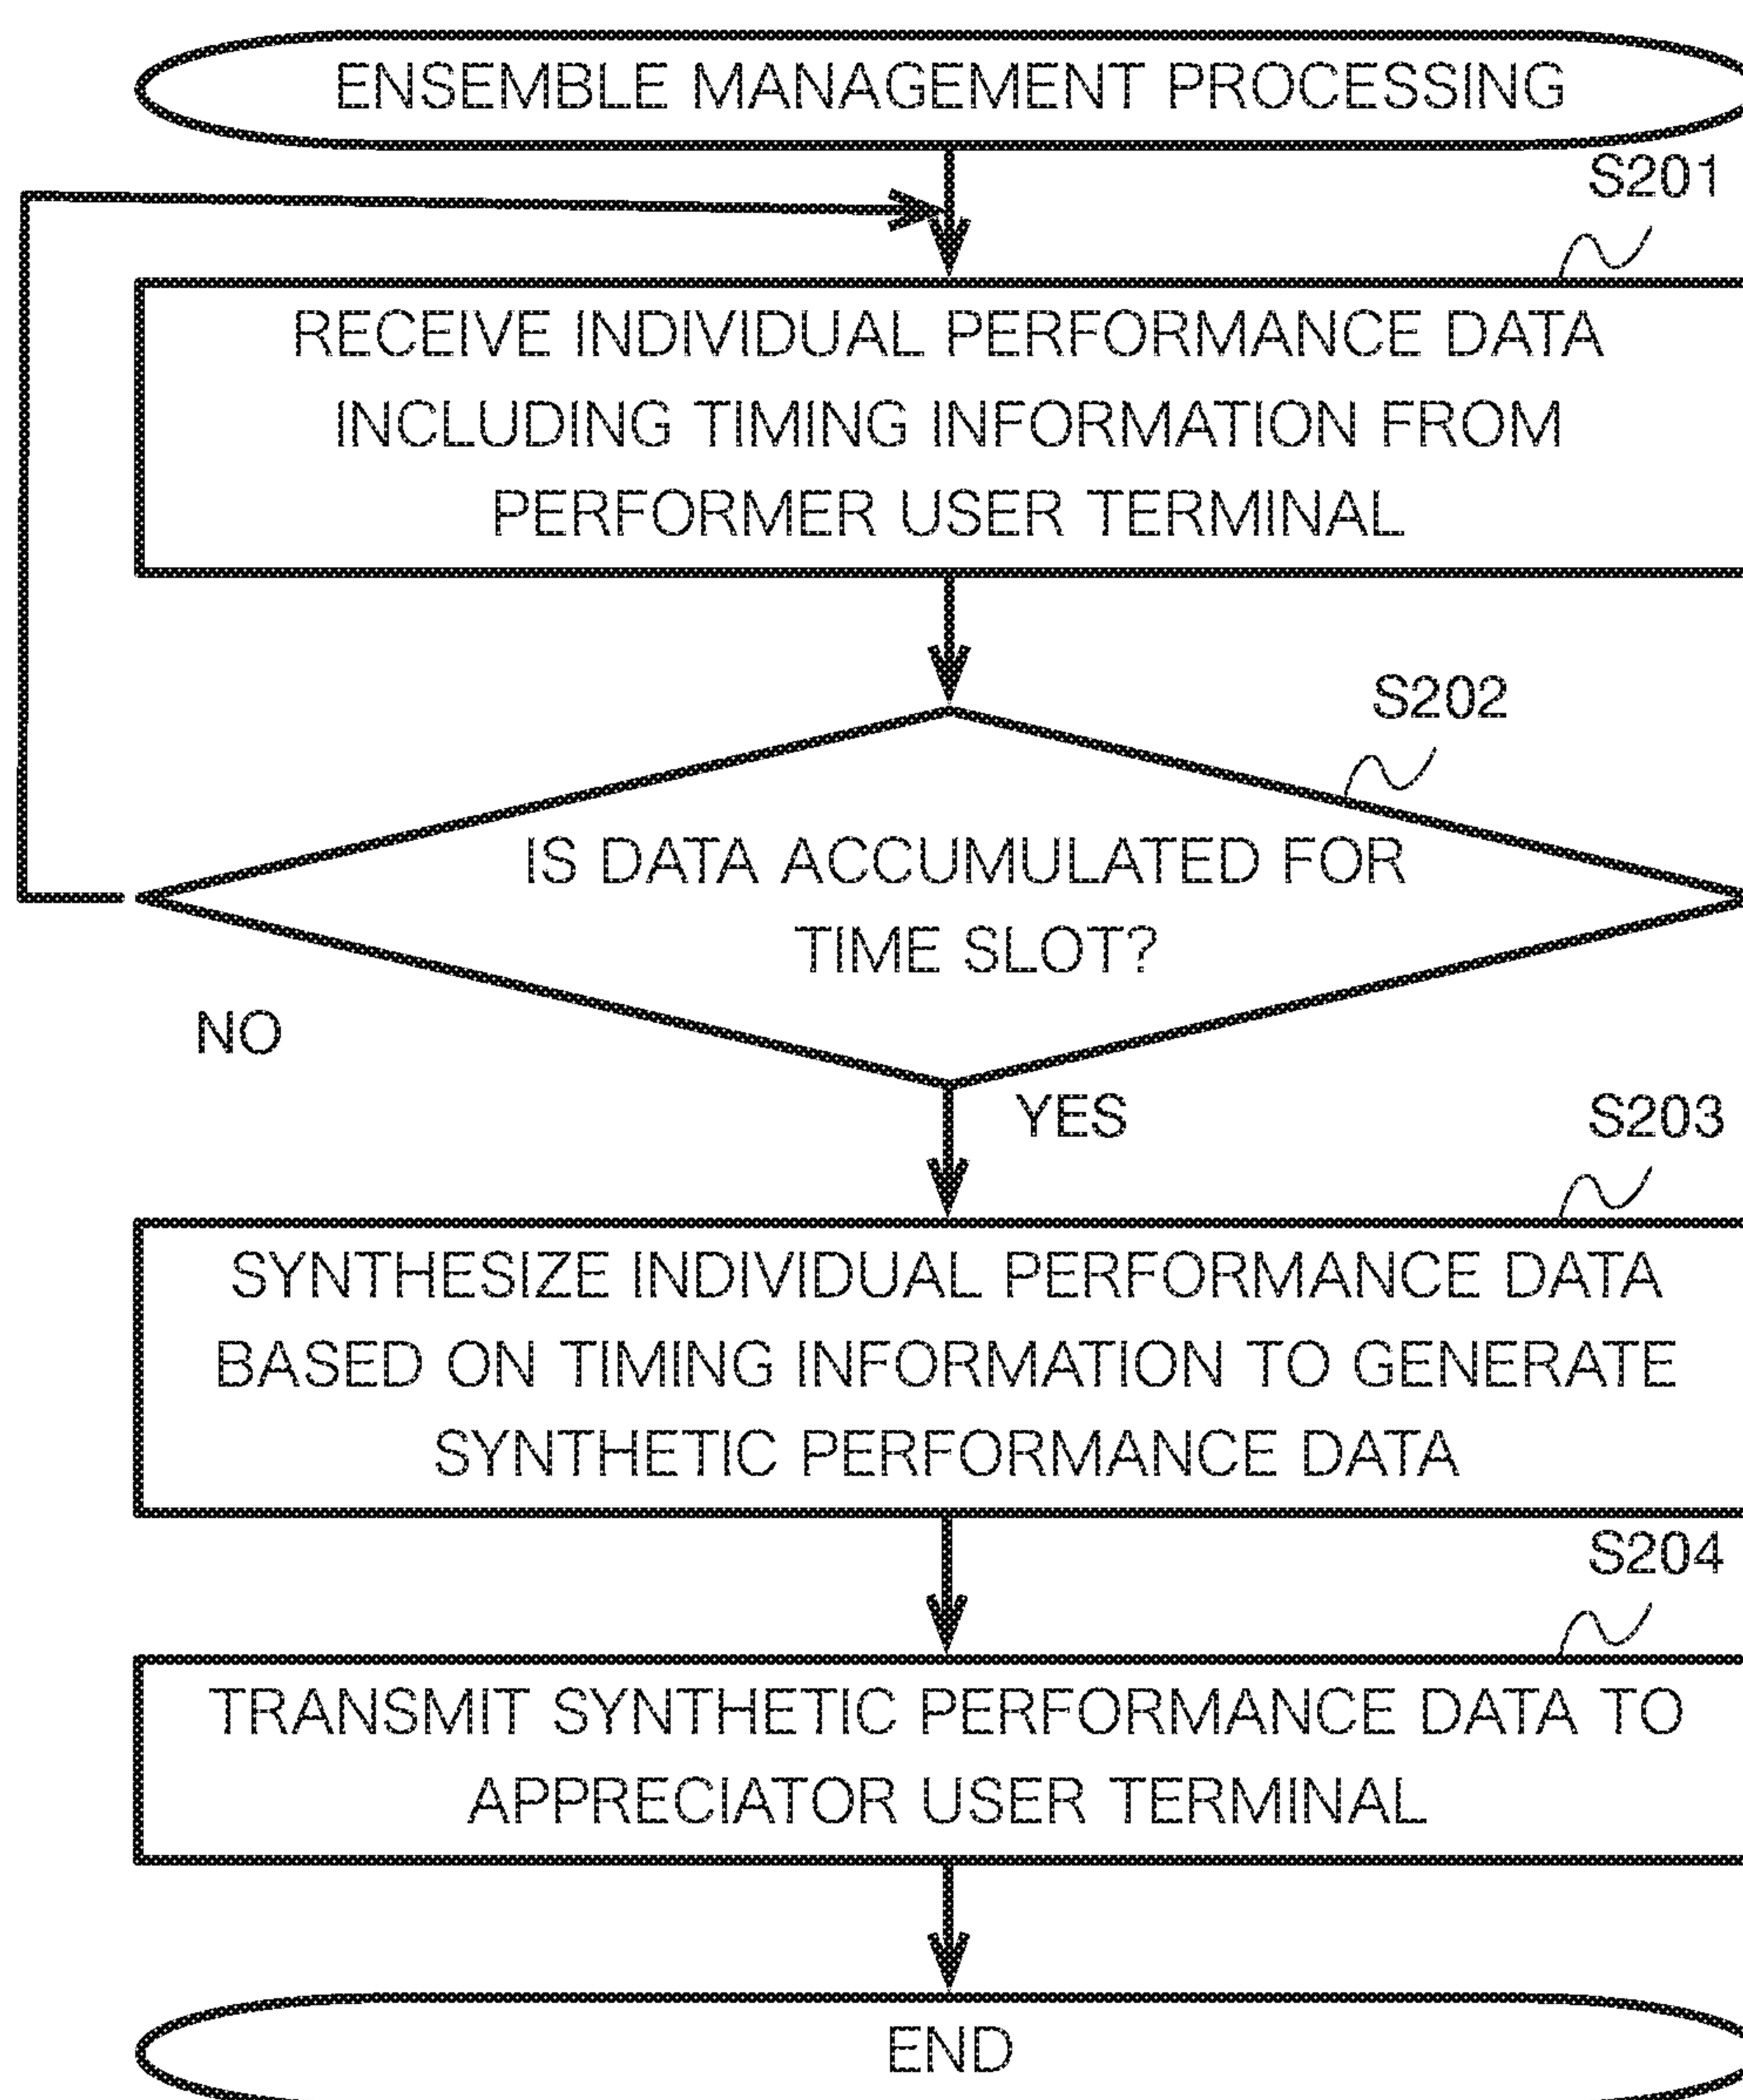 ENSEMBLE MANAGEMENT PROCESSING
S201
RECEIVE INDIVIDUAL PERFORMANCE DATA
INCLUDING TIMING INFORMATION FROM
PERFORMER USER TERMINAL
S202
IS DATA ACCUMULATED FOR
TIME SLOT?
NO
YES
S203
SYNTHESIZE INDIVIDUAL PERFORMANCE DATA
BASED ON TIMING INFORMATION TO GENERATE
SYNTHETIC PERFORMANCE DATA
S204
TRANSMIT SYNTHETIC PERFORMANCE DATA TO
APPRECIATOR USER TERMINAL
END